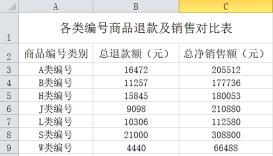 A B C
1 各类编号商品退款及销售对比表
2 商品编号类别 总退款额（元） 总净销售额（元）
3 A类编号 16472 205512
4 B类编号 11257 177736
5 H类编号 15845 180053
6 J类编号 9098 210880
7 L类编号 10306 112580
8 S类编号 21000 308800
9 W类编号 4440 66488